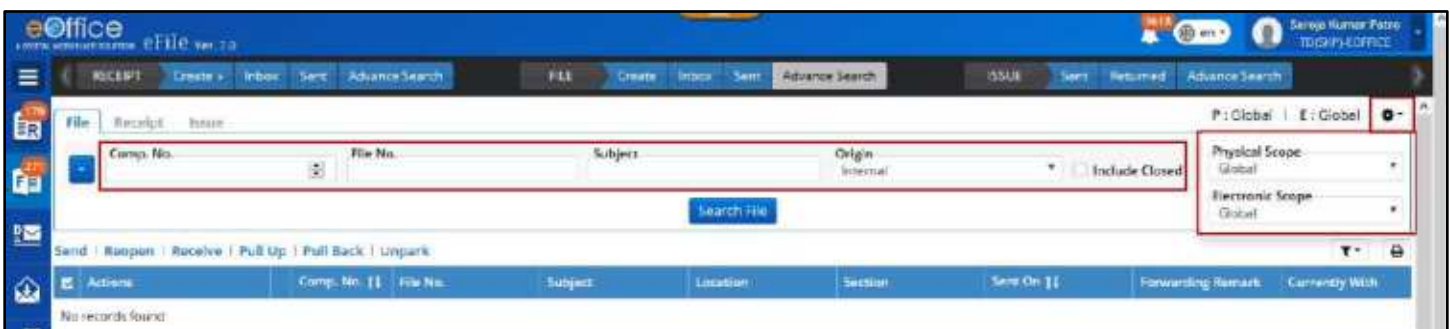 eOffice
eFile Ver 7.0
en
Saroja Kumar Patro
RECEIPT Create Inbox Sent Advance Search FILE Create Inbox Sent Advance Search ISSUE Sent Returned Advance Search
File Receipt Issue P : Global | E : Global
Comp. No. File No. Subject Origin Physical Scope
Internal Include Closed Global
Electronic Scope
Search File Global
Send | Reopen | Receive | Pull Up | Pull Back | Unpark
Actions Comp. No. File No. Subject Location Section Sent On Forwarding Remark Currently With
No records found